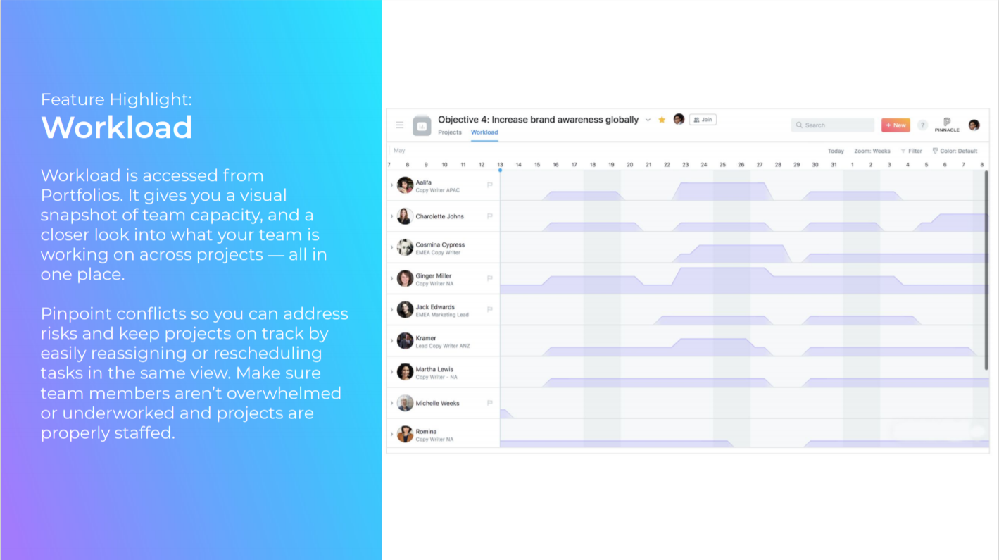 Feature Highlight:
Workload
Workload is accessed from
Portfolios. It gives you a visual
snapshot of team capacity, and a
closer look into what your team is
working on across projects — all in
one place.
Pinpoint conflicts so you can address
risks and keep projects on track by
easily reassigning or rescheduling
tasks in the same view. Make sure
team members aren’t overwhelmed
or underworked and projects are
properly staffed.
Objective 4: Increase brand awareness globally
Join
Search
+ New
?
PINNACLE
Projects Workload
May
Today Zoom: Weeks Filter Color: Default
7 8 9 10 11 12 13 14 15 16 17 18 19 20 21 22 23 24 25 26 27 28 29 30 31 1 2 3 4 5 6 7 8
Aalifa
Copy Writer APAC
Charolette Johns
Cosmina Cypress
EMEA Copy Writer
Ginger Miller
Copy Writer NA
Jack Edwards
EMEA Marketing Lead
Kramer
Lead Copy Writer ANZ
Martha Lewis
Copy Writer - NA
Michelle Weeks
Romina
Copy Writer NA